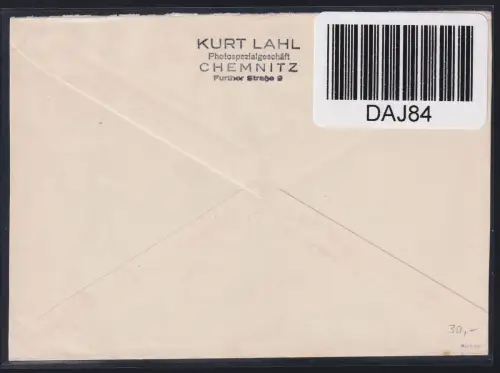 KURT LAHL
Photospezialgeschäft
CHEMNITZ
Further Straße 9
DAJ84
30,-